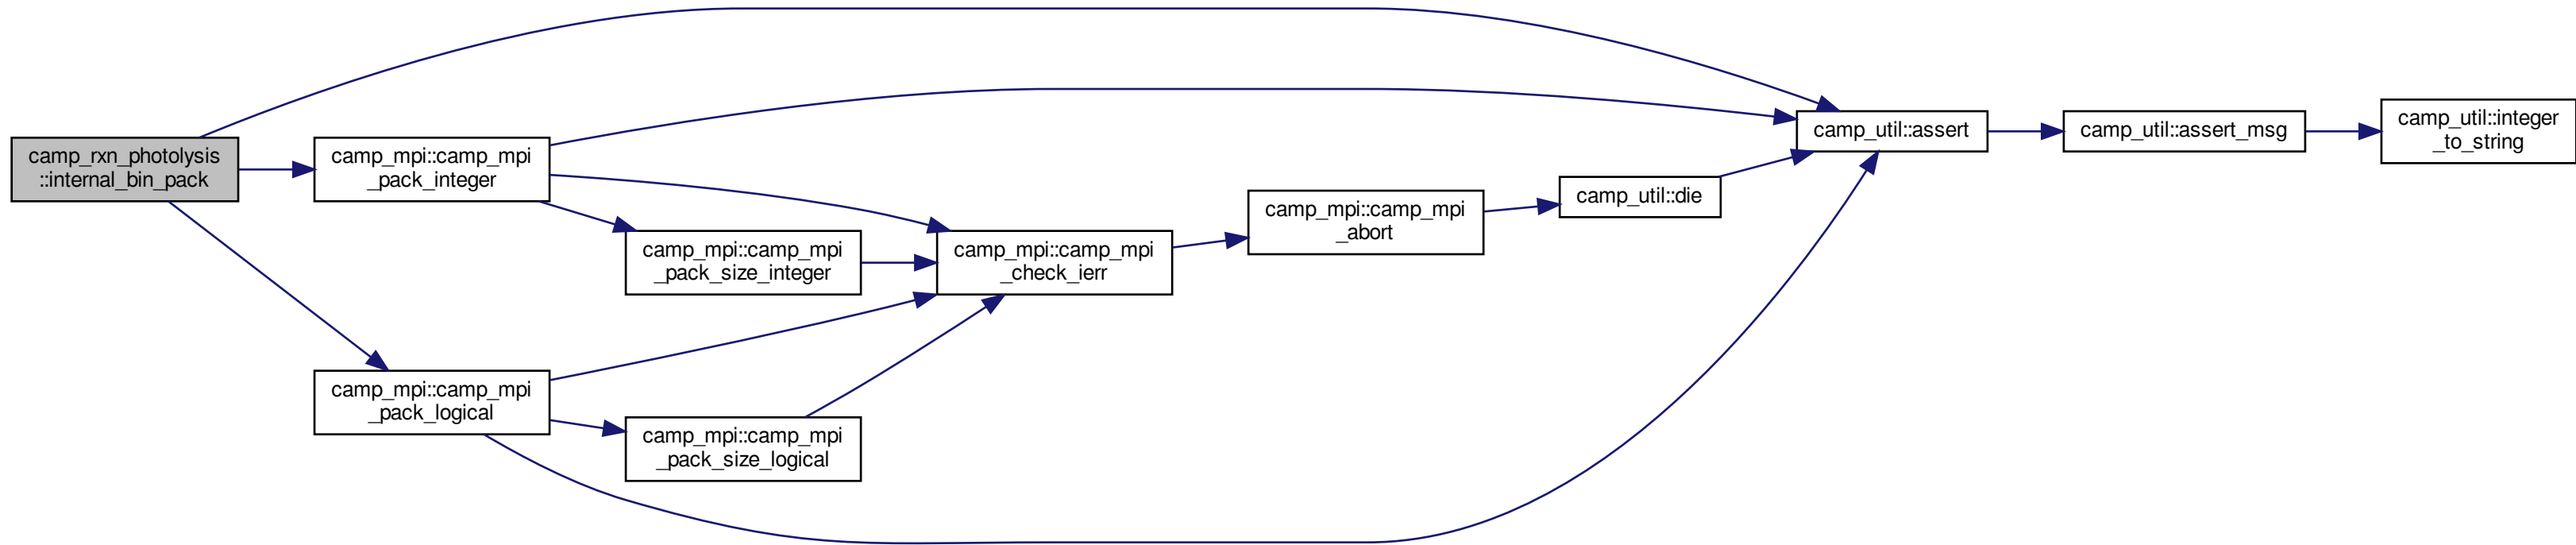 camp_rxn_photolysis
::internal_bin_pack
camp_mpi::camp_mpi
_pack_integer
camp_mpi::camp_mpi
_pack_size_integer
camp_mpi::camp_mpi
_check_ierr
camp_mpi::camp_mpi
_abort
camp_util::die
camp_util::assert
camp_util::assert_msg
camp_util::integer
_to_string
camp_mpi::camp_mpi
_pack_logical
camp_mpi::camp_mpi
_pack_size_logical